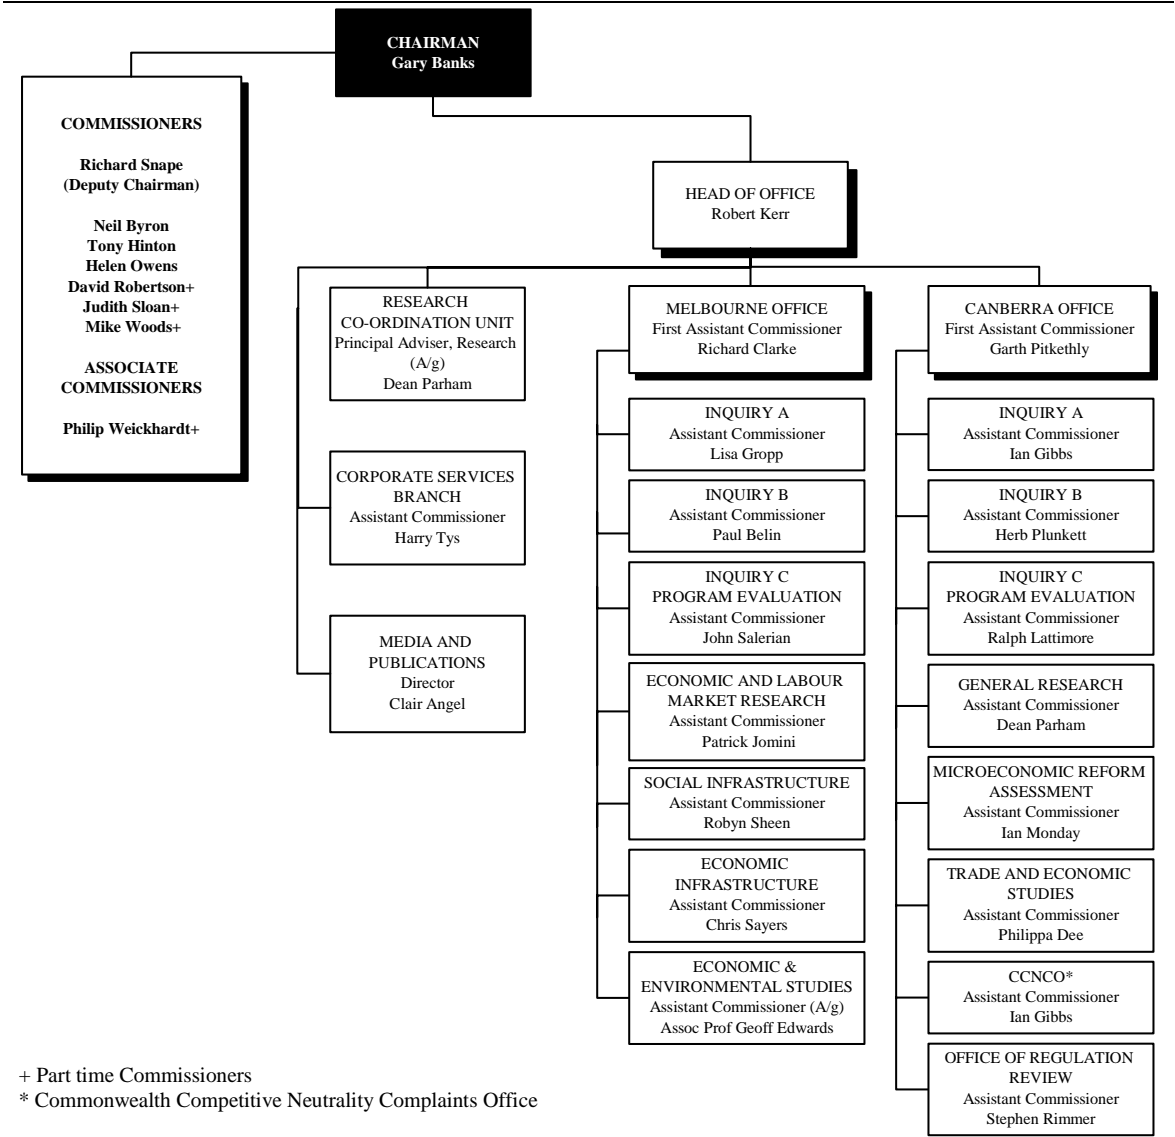 CHAIRMAN
Gary Banks
COMMISSIONERS
Richard Snape
(Deputy Chairman)
Neil Byron
Tony Hinton
Helen Owens
David Robertson+
Judith Sloan+
Mike Woods+
ASSOCIATE
COMMISSIONERS
Philip Weickhardt+
HEAD OF OFFICE
Robert Kerr
RESEARCH
CO-ORDINATION UNIT
Principal Adviser, Research
(A/g)
Dean Parham
CORPORATE SERVICES
BRANCH
Assistant Commissioner
Harry Tys
MEDIA AND
PUBLICATIONS
Director
Clair Angel
MELBOURNE OFFICE
First Assistant Commissioner
Richard Clarke
INQUIRY A
Assistant Commissioner
Lisa Gropp
INQUIRY B
Assistant Commissioner
Paul Belin
INQUIRY C
PROGRAM EVALUATION
Assistant Commissioner
John Salerian
ECONOMIC AND LABOUR
MARKET RESEARCH
Assistant Commissioner
Patrick Jomini
SOCIAL INFRASTRUCTURE
Assistant Commissioner
Robyn Sheen
ECONOMIC
INFRASTRUCTURE
Assistant Commissioner
Chris Sayers
ECONOMIC &
ENVIRONMENTAL STUDIES
Assistant Commissioner (A/g)
Assoc Prof Geoff Edwards
CANBERRA OFFICE
First Assistant Commissioner
Garth Pitkethly
INQUIRY A
Assistant Commissioner
Ian Gibbs
INQUIRY B
Assistant Commissioner
Herb Plunkett
INQUIRY C
PROGRAM EVALUATION
Assistant Commissioner
Ralph Lattimore
GENERAL RESEARCH
Assistant Commissioner
Dean Parham
MICROECONOMIC REFORM
ASSESSMENT
Assistant Commissioner
Ian Monday
TRADE AND ECONOMIC
STUDIES
Assistant Commissioner
Philippa Dee
CCNCO*
Assistant Commissioner
Ian Gibbs
OFFICE OF REGULATION
REVIEW
Assistant Commissioner
Stephen Rimmer
+ Part time Commissioners
* Commonwealth Competitive Neutrality Complaints Office